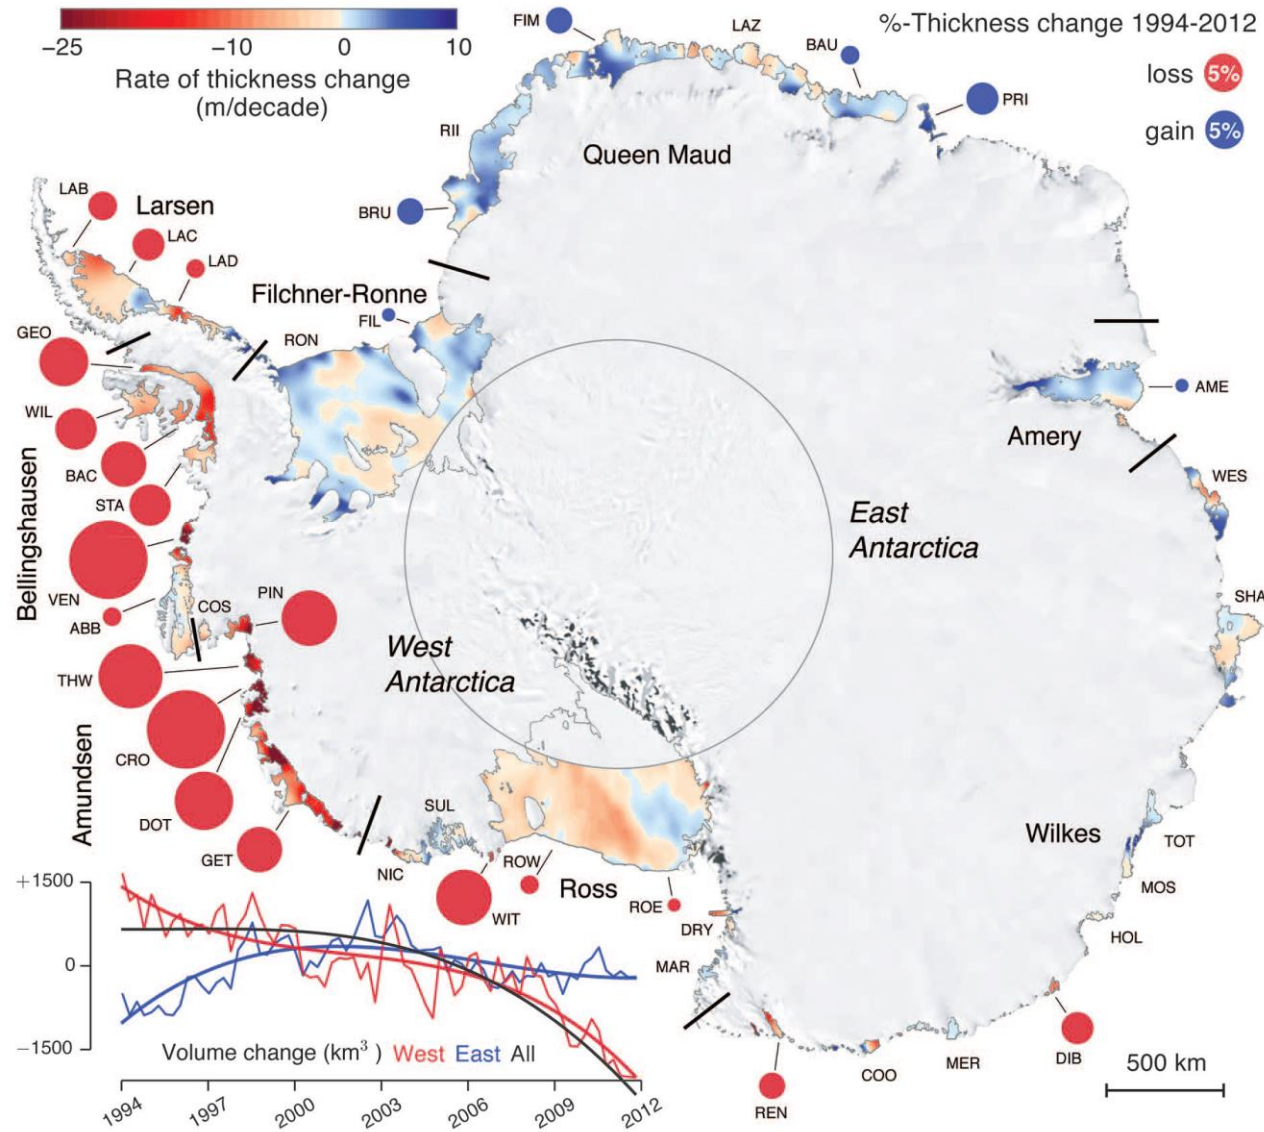 −25
−10
0
10
Rate of thickness change
(m/decade)
%-Thickness change 1994-2012
loss 5%
gain 5%
FIM
LAZ
BAU
PRI
RII
Queen Maud
BRU
LAB
Larsen
LAC
LAD
Filchner-Ronne
FIL
RON
GEO
WIL
BAC
STA
Bellingshausen
VEN
ABB
COS
PIN
THW
CRO
Amundsen
DOT
GET
AME
Amery
WES
East
Antarctica
SHA
West
Antarctica
SUL
NIC
WIT
ROW
Ross
ROE
DRY
MAR
Wilkes
TOT
MOS
HOL
DIB
MER
COO
REN
500 km
+1500
0
−1500
Volume change (km³ ) West East All
1994
1997
2000
2003
2006
2009
2012